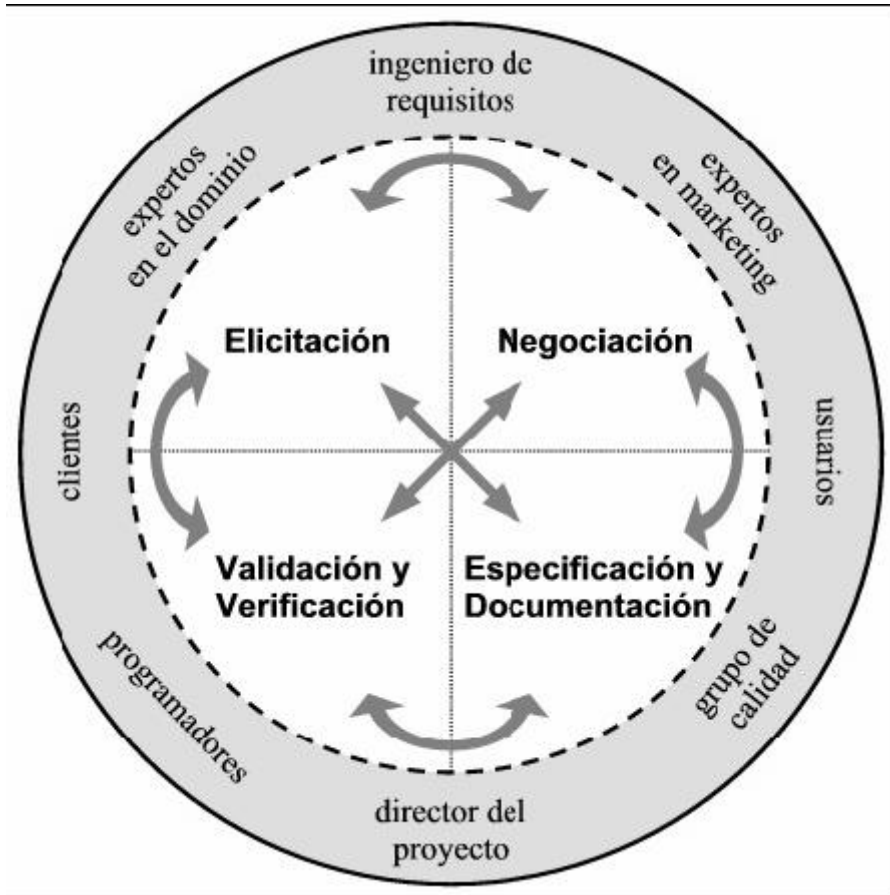 ingeniero de
requisitos
expertos
en el dominio
expertos
en marketing
Elicitación
Negociación
clientes
usuarios
Validación y
Verificación
Especificación y
Documentación
programadores
grupo de
calidad
director del
proyecto